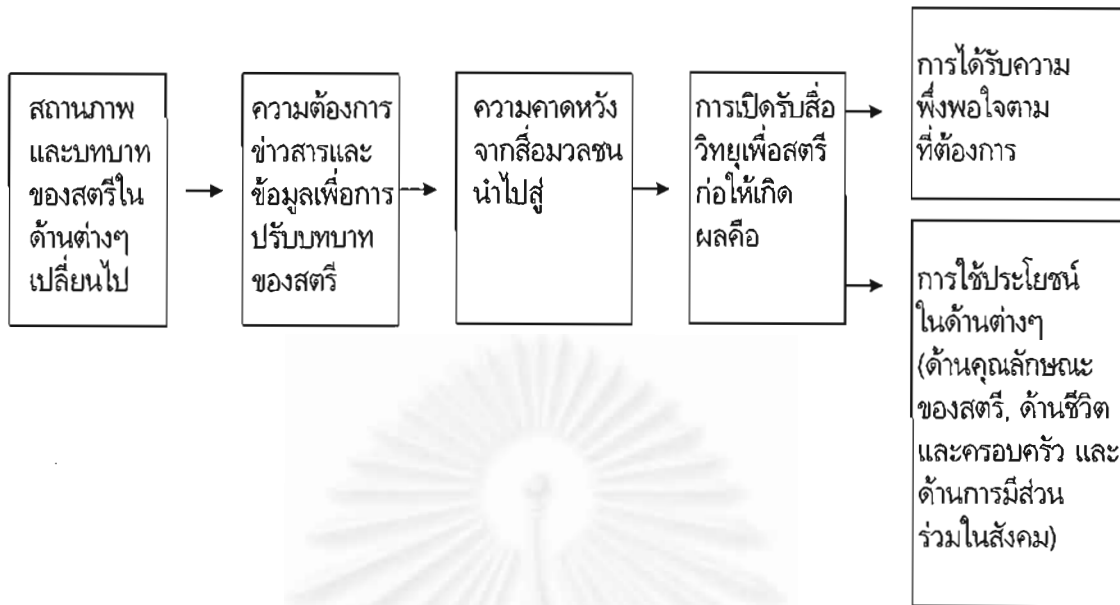 สถานภาพ
และบทบาท
ของสตรีใน
ด้านต่างๆ
เปลี่ยนไป
ความต้องการ
ข่าวสารและ
ข้อมูลเพื่อการ
ปรับบทบาท
ของสตรี
ความคาดหวัง
จากสื่อมวลชน
นำไปสู่
การเปิดรับสื่อ
วิทยุเพื่อสตรี
ก่อให้เกิด
ผลคือ
การได้รับความ
พึงพอใจตาม
ที่ต้องการ
การใช้ประโยชน์
ในด้านต่างๆ
(ด้านคุณลักษณะ
ของสตรี, ด้านชีวิต
และครอบครัว และ
ด้านการมีส่วน
ร่วมในสังคม)